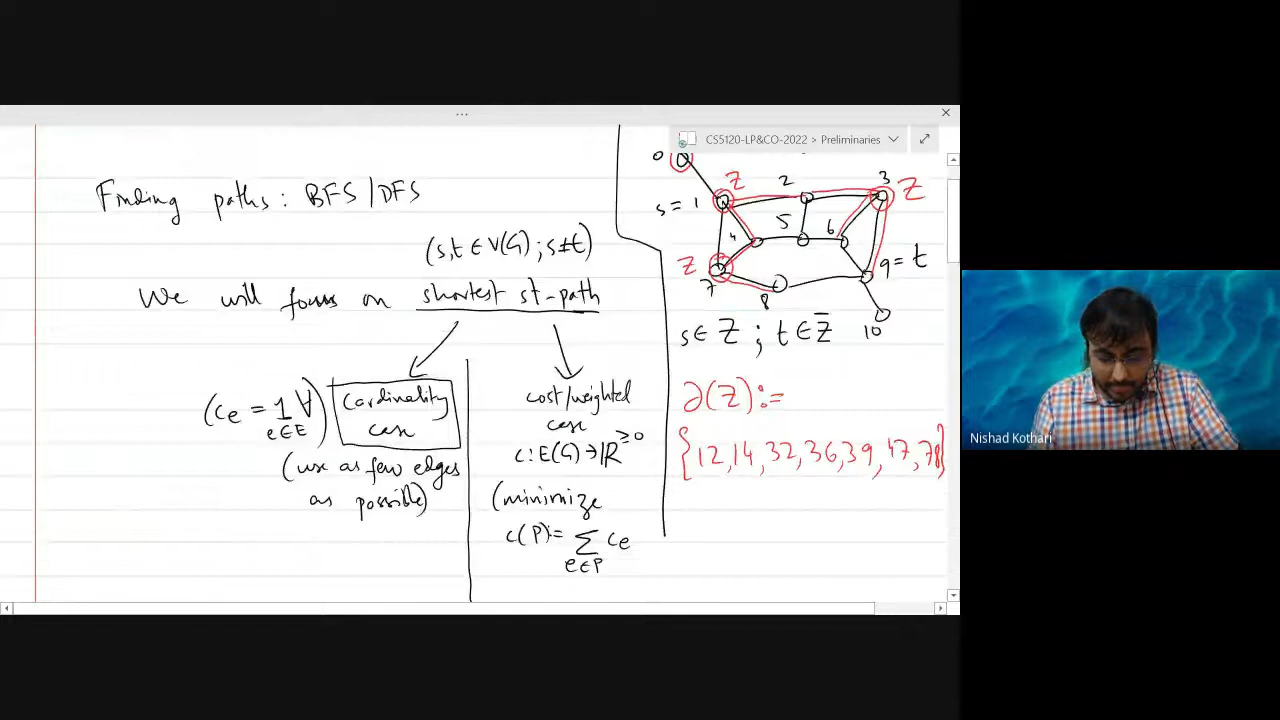 CS5120-LP&CO-2022 > Preliminaries
Finding paths: BFS/DFS
(s,t ∈ V(G); s≠t)
We will focus on shortest st-path
(ce = 1 ∀ e∈E)
cardinality
case
(use as few edges
as possible)
cost/weighted
case
c: E(G) → ℝ≥0
(minimize
c(P):= Σ ce
e∈P
0
Z
2
3
Z
s = 1
5
4
6
Z
9 = t
7
8
10
s ∈ Z ; t ∈ Z̄
∂(Z) :=
{12,14,32,36,39,47,78}
Nishad Kothari